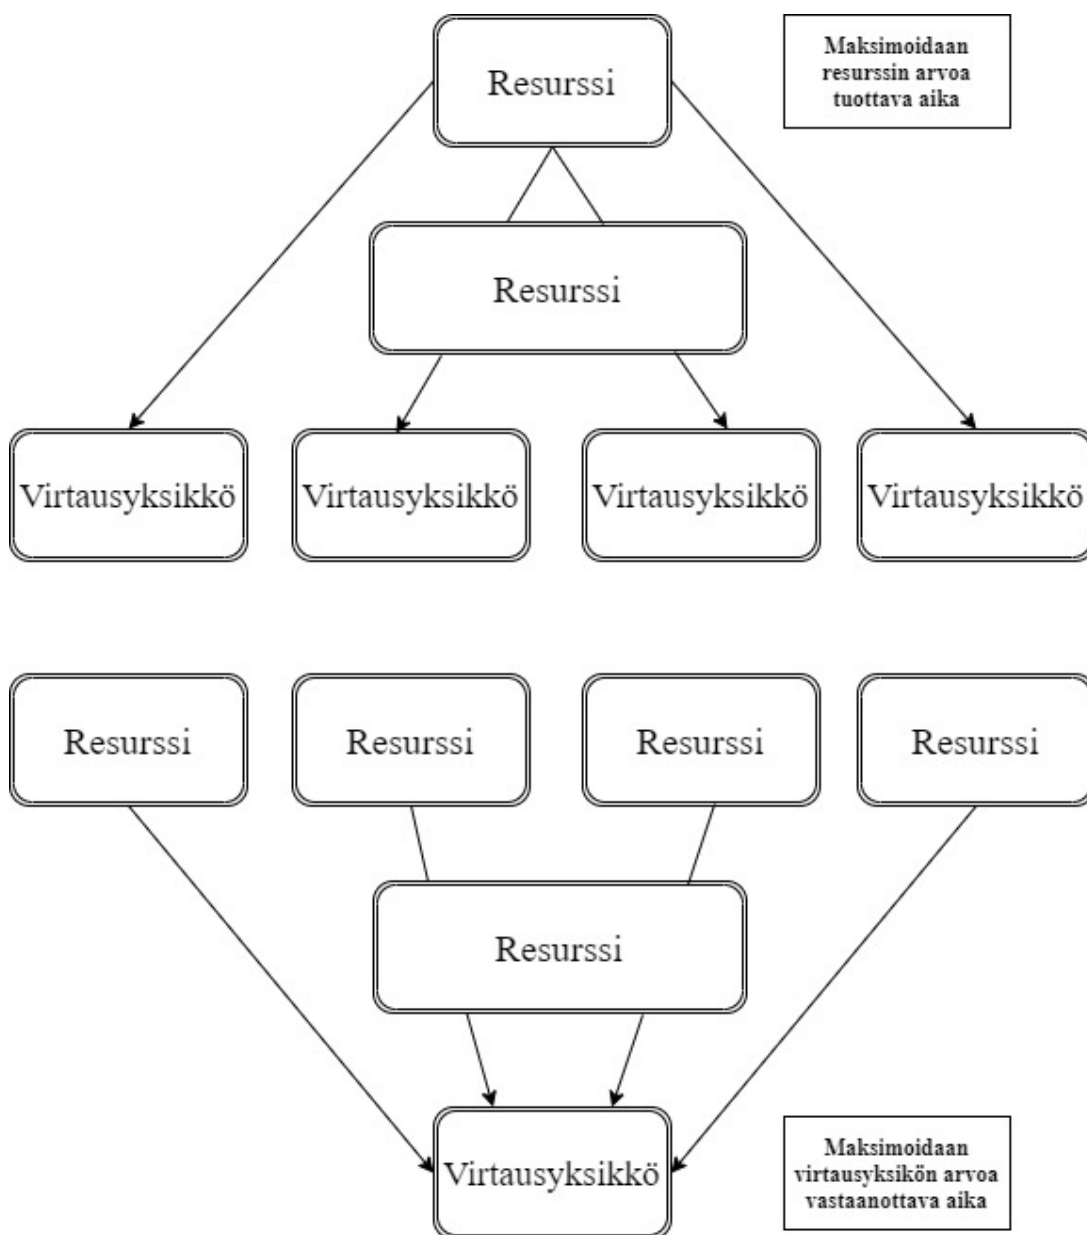 Resurssi
Maksimoidaan
resurssin arvoa
tuottava aika
Resurssi
Virtausyksikkö
Virtausyksikkö
Virtausyksikkö
Virtausyksikkö
Resurssi
Resurssi
Resurssi
Resurssi
Resurssi
Virtausyksikkö
Maksimoidaan
virtausyksikön arvoa
vastaanottava aika